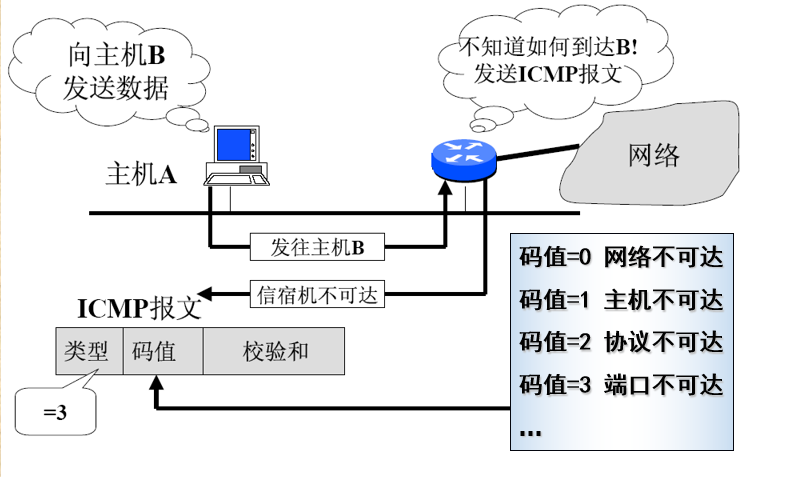 向主机B
发送数据
不知道如何到达B!
发送ICMP报文
网络
主机A
发往主机B
信宿机不可达
ICMP报文
类型 码值 校验和
=3
码值=0 网络不可达
码值=1 主机不可达
码值=2 协议不可达
码值=3 端口不可达
...